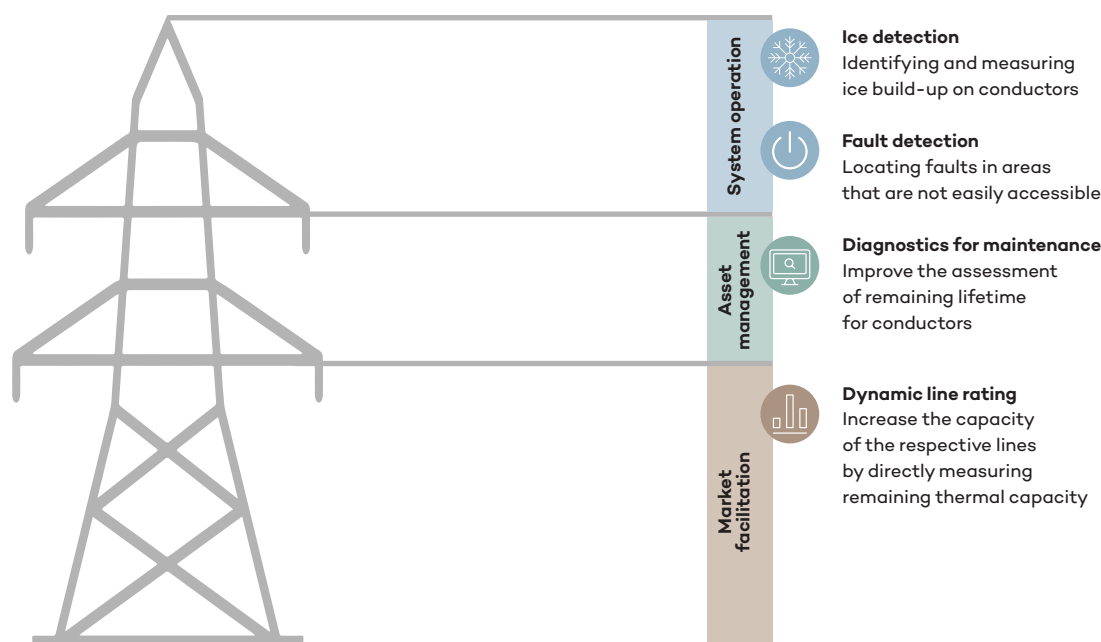 System operation
Ice detection
Identifying and measuring
ice build-up on conductors
Fault detection
Locating faults in areas
that are not easily accessible
Asset
management
Diagnostics for maintenance
Improve the assessment
of remaining lifetime
for conductors
Market
facilitation
Dynamic line rating
Increase the capacity
of the respective lines
by directly measuring
remaining thermal capacity